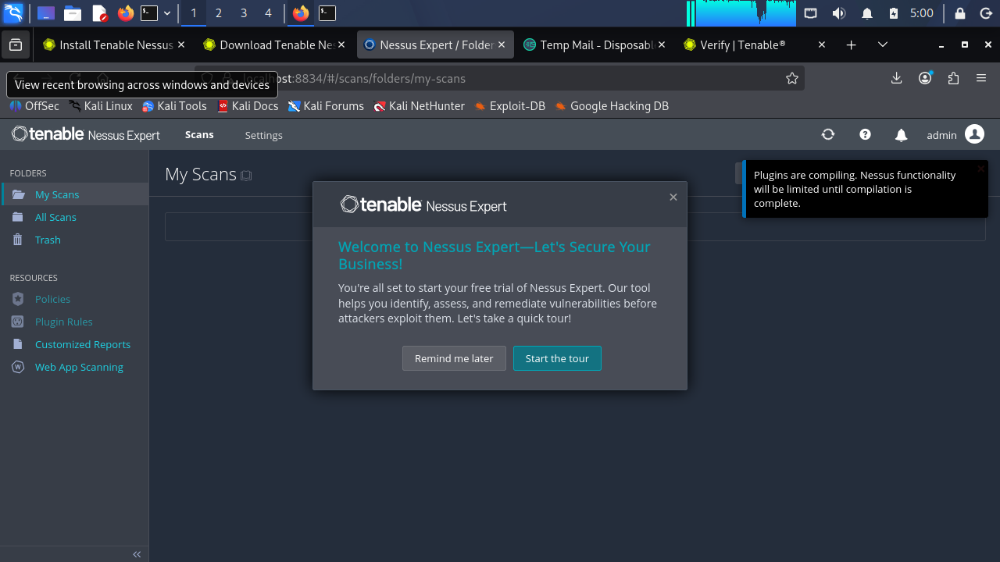 1 2 3 4 5:00
Install Tenable Nessus
Download Tenable Nes
Nessus Expert / Folder
Temp Mail - Disposabl
Verify | Tenable®
localhost:8834/#/scans/folders/my-scans
View recent browsing across windows and devices
OffSec Kali Linux Kali Tools Kali Docs Kali Forums Kali NetHunter Exploit-DB Google Hacking DB
tenable Nessus Expert Scans Settings admin
FOLDERS
My Scans
All Scans
Trash
RESOURCES
Policies
Plugin Rules
Customized Reports
Web App Scanning
My Scans
Plugins are compiling. Nessus functionality
will be limited until compilation is
complete.
tenable Nessus Expert
Welcome to Nessus Expert—Let's Secure Your
Business!
You're all set to start your free trial of Nessus Expert. Our tool
helps you identify, assess, and remediate vulnerabilities before
attackers exploit them. Let's take a quick tour!
Remind me later
Start the tour